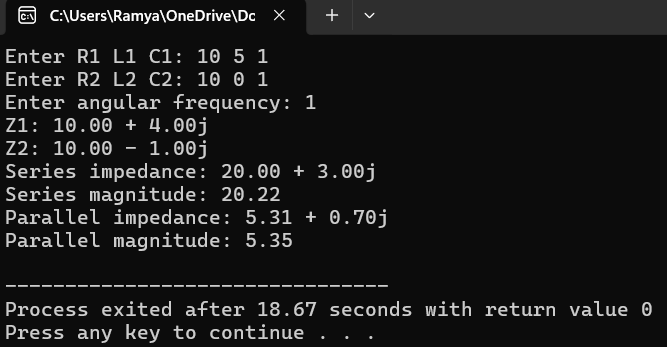 C:\Users\Ramya\OneDrive\Do
Enter R1 L1 C1: 10 5 1
Enter R2 L2 C2: 10 0 1
Enter angular frequency: 1
Z1: 10.00 + 4.00j
Z2: 10.00 - 1.00j
Series impedance: 20.00 + 3.00j
Series magnitude: 20.22
Parallel impedance: 5.31 + 0.70j
Parallel magnitude: 5.35
--------------------------------
Process exited after 18.67 seconds with return value 0
Press any key to continue . . .